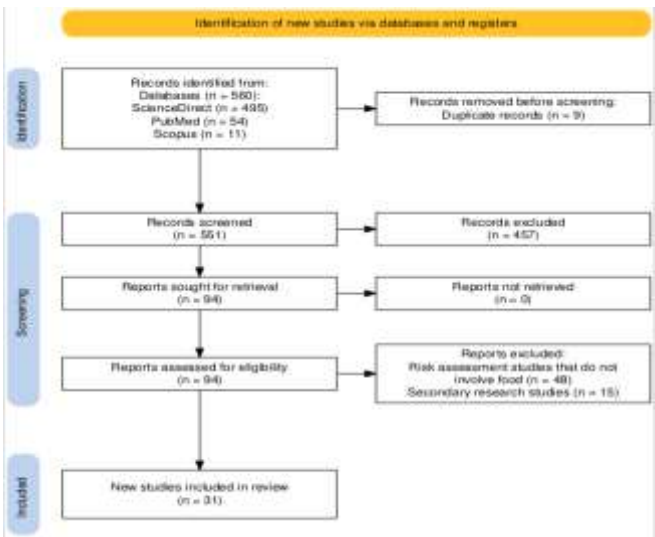 Identification of new studies via databases and registers
Identification
Records identified from:
Databases (n = 560):
ScienceDirect (n = 495)
PubMed (n = 54)
Scopus (n = 11)
Records removed before screening:
Duplicate records (n = 9)
Screening
Records screened
(n = 551)
Records excluded
(n = 457)
Reports sought for retrieval
(n = 94)
Reports not retrieved
(n = 0)
Reports assessed for eligibility
(n = 94)
Reports excluded:
Risk assessment studies that do not
involve food (n = 48)
Secondary research studies (n = 15)
Included
New studies included in review
(n = 31)